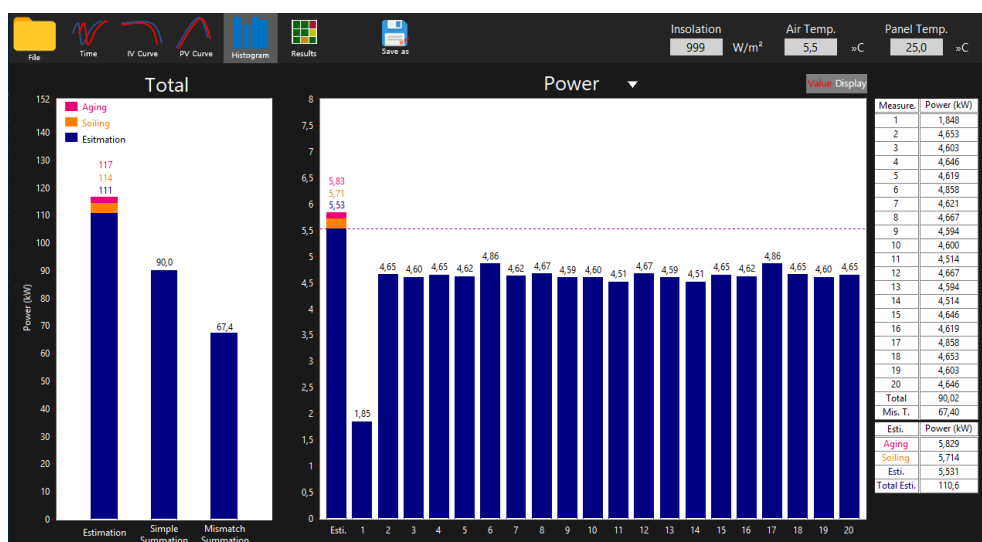 File
Time
IV Curve
PV Curve
Histogram
Results
Save as
Insolation
999 W/m²
Air Temp.
5,5 »C
Panel Temp.
25,0 »C
Total
Aging
Soiling
Esitmation
152
140
130
120
110
100
90
80
70
60
50
40
30
20
10
0
Power (kW)
117
114
111
90,0
67,4
Estimation
Simple
Summation
Mismatch
Summation
Power
Value Display
8
7,5
7
6,5
6
5,5
5
4,5
4
3,5
3
2,5
2
1,5
1
0,5
0
5,83
5,71
5,53
1,85
4,65 4,60 4,65 4,62 4,86 4,62 4,67 4,59 4,60 4,51 4,67 4,59 4,51 4,65 4,62 4,86 4,65 4,60 4,65
Esti. 1 2 3 4 5 6 7 8 9 10 11 12 13 14 15 16 17 18 19 20
Measure. Power (kW)
1 1,848
2 4,653
3 4,603
4 4,646
5 4,619
6 4,858
7 4,621
8 4,667
9 4,594
10 4,600
11 4,514
12 4,667
13 4,594
14 4,514
15 4,646
16 4,619
17 4,858
18 4,653
19 4,603
20 4,646
Total 90,02
Mis. T. 67,40
Esti. Power (kW)
Aging 5,829
Soiling 5,714
Esti. 5,531
Total Esti. 110,6